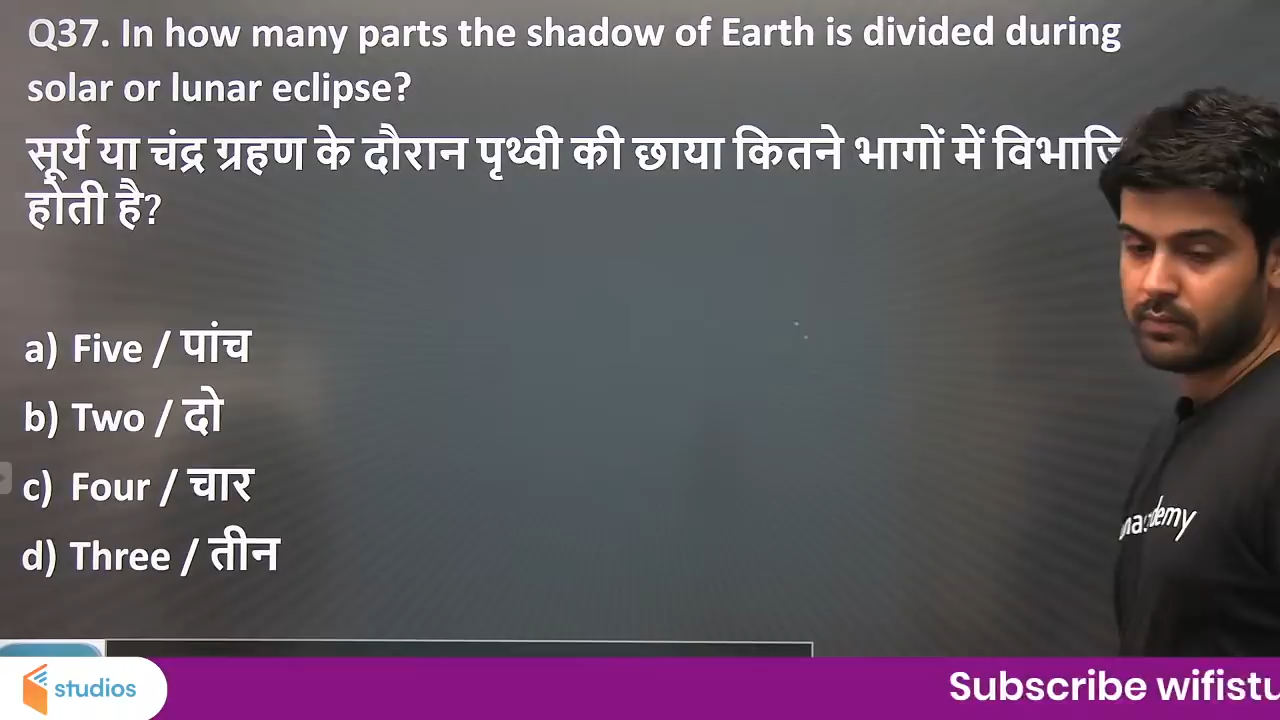 Q37. In how many parts the shadow of Earth is divided during
solar or lunar eclipse?
सूर्य या चंद्र ग्रहण के दौरान पृथ्वी की छाया कितने भागों में
होती है?
a) Five / पांच
b) Two / दो
c) Four / चार
d) Three / तीन
studios
Subscribe